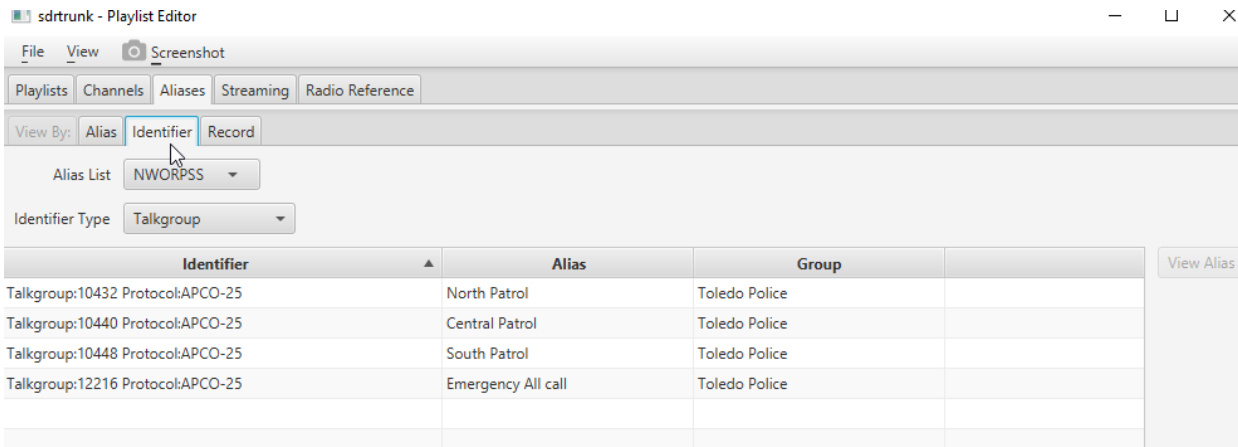 sdrtrunk - Playlist Editor
File View Screenshot
Playlists Channels Aliases Streaming Radio Reference
View By: Alias Identifier Record
Alias List NWORPSS
Identifier Type Talkgroup
Identifier Alias Group View Alias
Talkgroup:10432 Protocol:APCO-25 North Patrol Toledo Police
Talkgroup:10440 Protocol:APCO-25 Central Patrol Toledo Police
Talkgroup:10448 Protocol:APCO-25 South Patrol Toledo Police
Talkgroup:12216 Protocol:APCO-25 Emergency All call Toledo Police